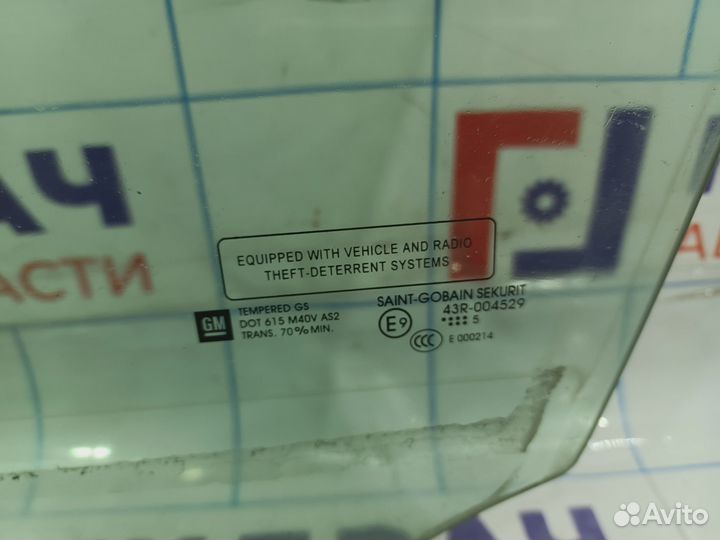 EQUIPPED WITH VEHICLE AND RADIO
THEFT-DETERRENT SYSTEMS
GM
TEMPERED GS
DOT 615 M40V AS2
TRANS. 70% MIN.
SAINT-GOBAIN SEKURIT
43R-004529
E9
5
CCC
E 000214
АЧ
АСТИ
Avito